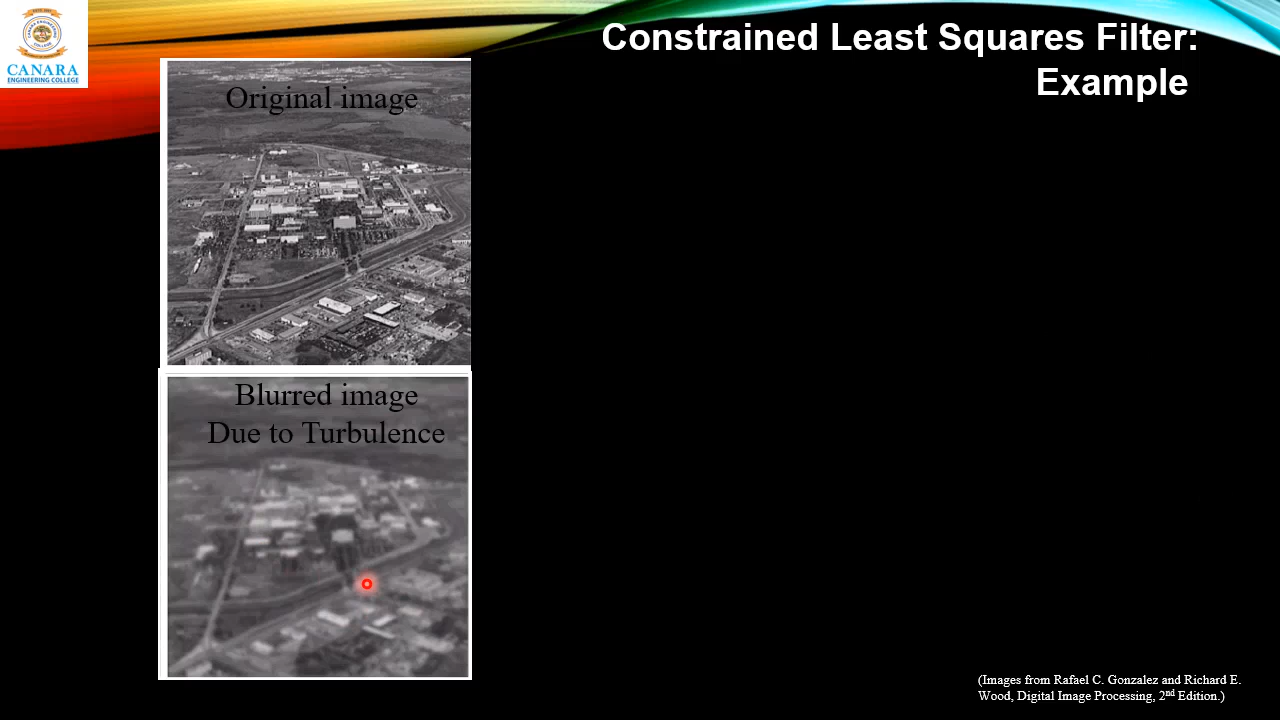 CANARA
ENGINEERING COLLEGE
Constrained Least Squares Filter:
Example
Original image
Blurred image
Due to Turbulence
(Images from Rafael C. Gonzalez and Richard E.
Wood, Digital Image Processing, 2nd Edition.)